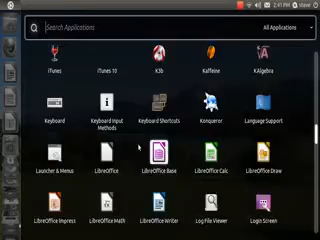 2:41 PM steve
Search Applications
All Applications
iTunes iTunes 10 K3b Kaffeine KAlgebra
Keyboard Keyboard Input Methods Keyboard Shortcuts Konqueror Language Support
Launcher & Menus LibreOffice LibreOffice Base LibreOffice Calc LibreOffice Draw
LibreOffice Impress LibreOffice Math LibreOffice Writer Log File Viewer Login Screen